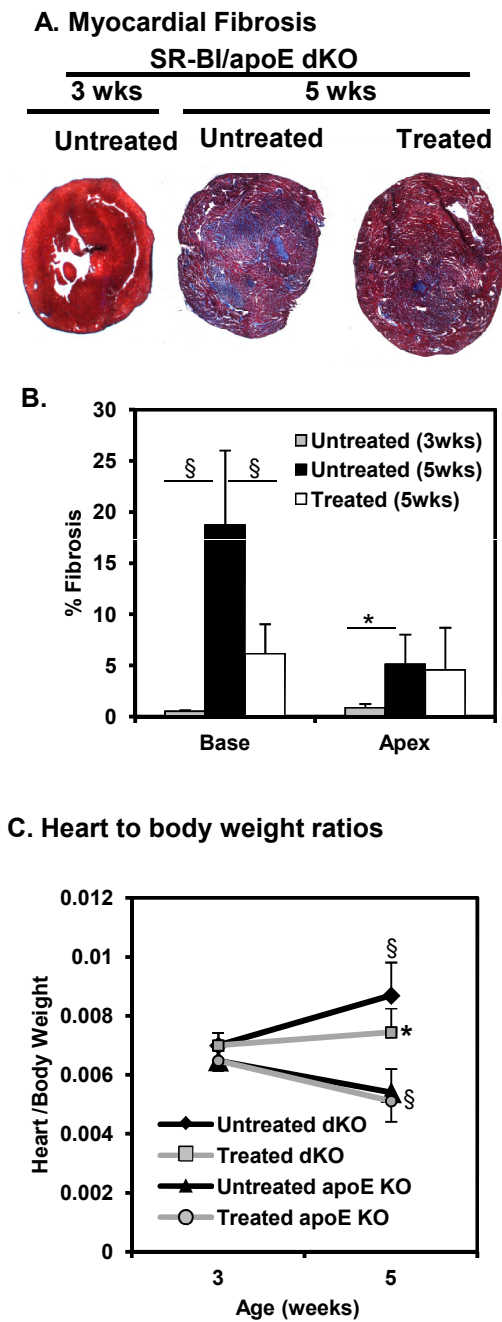 A. Myocardial Fibrosis
SR-BI/apoE dKO
3 wks 5 wks
Untreated Untreated Treated
B.
30
25
20
15
10
5
0
% Fibrosis
§ §
*
Untreated (3wks)
Untreated (5wks)
Treated (5wks)
Base Apex
C. Heart to body weight ratios
0.012
0.01
0.008
0.006
0.004
0.002
0
Heart /Body Weight
§
*
§
Untreated dKO
Treated dKO
Untreated apoE KO
Treated apoE KO
3 5
Age (weeks)